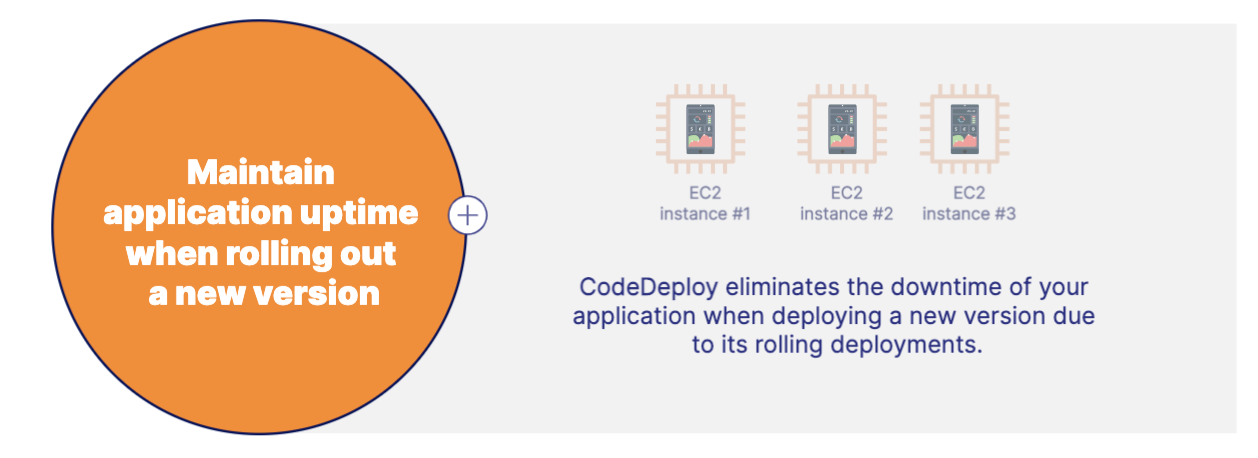 Maintain
application uptime
when rolling out
a new version
EC2
instance #1
EC2
instance #2
EC2
instance #3
CodeDeploy eliminates the downtime of your
application when deploying a new version due
to its rolling deployments.